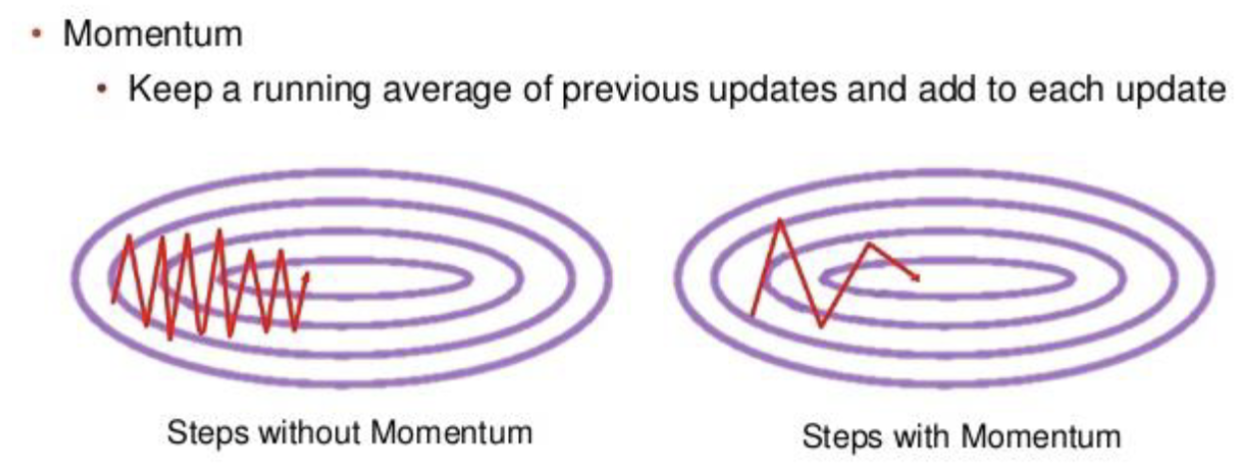 • Momentum
• Keep a running average of previous updates and add to each update
Steps without Momentum
Steps with Momentum